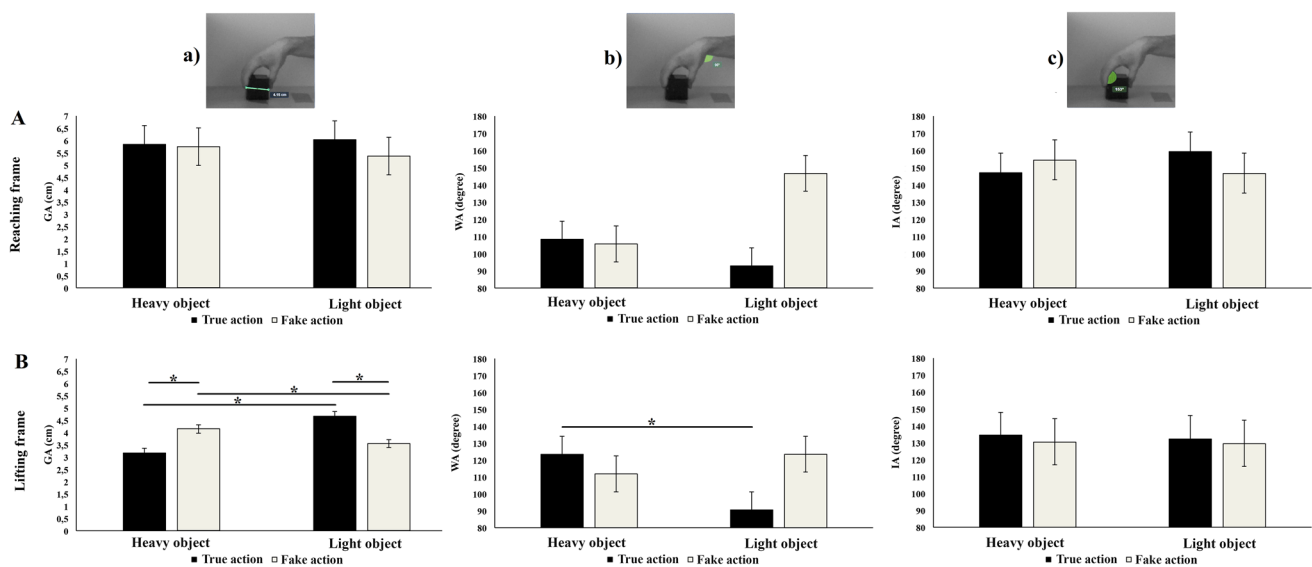 a)
b)
c)
6.15 cm
153°
A
Reaching frame
GA (cm)
7
6,5
6
5,5
5
4,5
4
3,5
3
2,5
2
1,5
1
0,5
0
Heavy object Light object
True action Fake action
WA (degree)
180
170
160
150
140
130
120
110
100
90
80
Heavy object Light object
True action Fake action
IA (degree)
180
170
160
150
140
130
120
110
100
90
80
Heavy object Light object
True action Fake action
B
Lifting frame
GA (cm)
7
6,5
6
5,5
5
4,5
4
3,5
3
2,5
2
1,5
1
0,5
0
* * * *
Heavy object Light object
True action Fake action
WA (degree)
180
170
160
150
140
130
120
110
100
90
80
*
Heavy object Light object
True action Fake action
IA (degree)
180
170
160
150
140
130
120
110
100
90
80
Heavy object Light object
True action Fake action